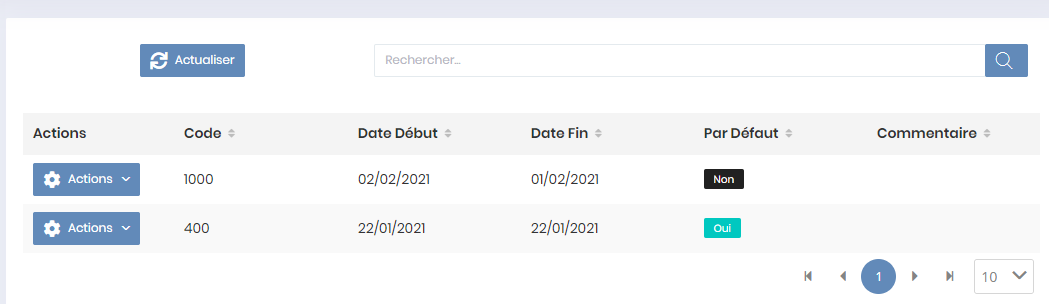 Actualiser
Rechercher...
Actions Code Date Début Date Fin Par Défaut Commentaire
Actions 1000 02/02/2021 01/02/2021 Non
Actions 400 22/01/2021 22/01/2021 Oui
1 10